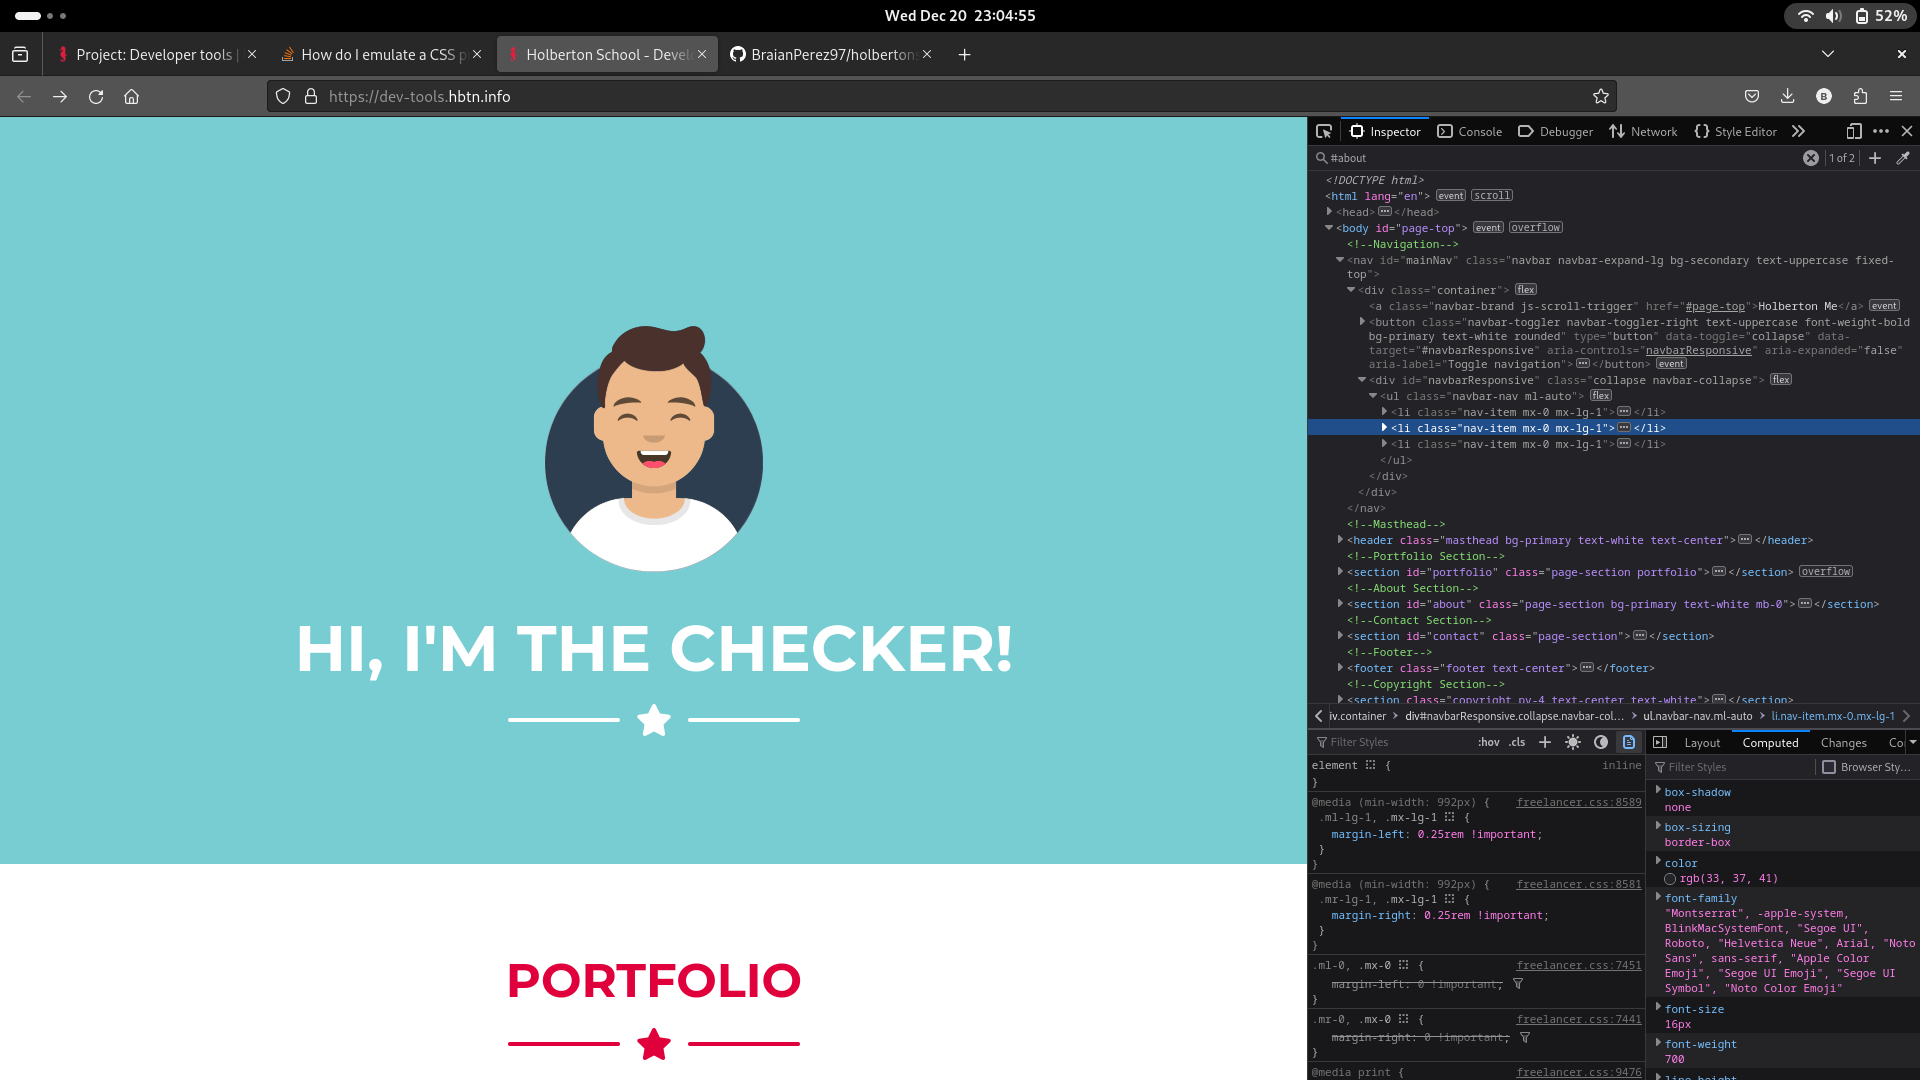 Wed Dec 20  23:04:55
52%
Project: Developer tools |
How do I emulate a CSS p
Holberton School - Devel
BraianPerez97/holberton
https://dev-tools.hbtn.info
Inspector Console Debugger Network Style Editor
#about 1 of 2
<!DOCTYPE html>
<html lang="en"> event scroll
<head> </head>
<body id="page-top"> event overflow
<!--Navigation-->
<nav id="mainNav" class="navbar navbar-expand-lg bg-secondary text-uppercase fixed-
top">
<div class="container"> flex
<a class="navbar-brand js-scroll-trigger" href="#page-top">Holberton Me</a> event
<button class="navbar-toggler navbar-toggler-right text-uppercase font-weight-bold
bg-primary text-white rounded" type="button" data-toggle="collapse" data-
target="#navbarResponsive" aria-controls="navbarResponsive" aria-expanded="false"
aria-label="Toggle navigation"> </button> event
<div id="navbarResponsive" class="collapse navbar-collapse"> flex
<ul class="navbar-nav ml-auto"> flex
<li class="nav-item mx-0 mx-lg-1"> </li>
<li class="nav-item mx-0 mx-lg-1"> </li>
<li class="nav-item mx-0 mx-lg-1"> </li>
</ul>
</div>
</div>
</nav>
<!--Masthead-->
<header class="masthead bg-primary text-white text-center"> </header>
<!--Portfolio Section-->
<section id="portfolio" class="page-section portfolio"> </section> overflow
<!--About Section-->
<section id="about" class="page-section bg-primary text-white mb-0"> </section>
<!--Contact Section-->
<section id="contact" class="page-section"> </section>
<!--Footer-->
<footer class="footer text-center"> </footer>
<!--Copyright Section-->
<section class="copyright py-4 text-center text-white"> </section>
iv.container > div#navbarResponsive.collapse.navbar-col... > ul.navbar-nav.ml-auto > li.nav-item.mx-0.mx-lg-1
Filter Styles :hov .cls
element { inline
}
@media (min-width: 992px) { freelancer.css:8589
.ml-lg-1, .mx-lg-1 {
margin-left: 0.25rem !important;
}
}
@media (min-width: 992px) { freelancer.css:8581
.mr-lg-1, .mx-lg-1 {
margin-right: 0.25rem !important;
}
}
.ml-0, .mx-0 { freelancer.css:7451
margin-left: 0 !important;
}
.mr-0, .mx-0 { freelancer.css:7441
margin-right: 0 !important;
}
@media print { freelancer.css:9476
Layout Computed Changes Co
Filter Styles Browser Sty...
box-shadow
none
box-sizing
border-box
color
rgb(33, 37, 41)
font-family
"Montserrat", -apple-system,
BlinkMacSystemFont, "Segoe UI",
Roboto, "Helvetica Neue", Arial, "Noto
Sans", sans-serif, "Apple Color
Emoji", "Segoe UI Emoji", "Segoe UI
Symbol", "Noto Color Emoji"
font-size
16px
font-weight
700
line-height
HI, I'M THE CHECKER!
PORTFOLIO